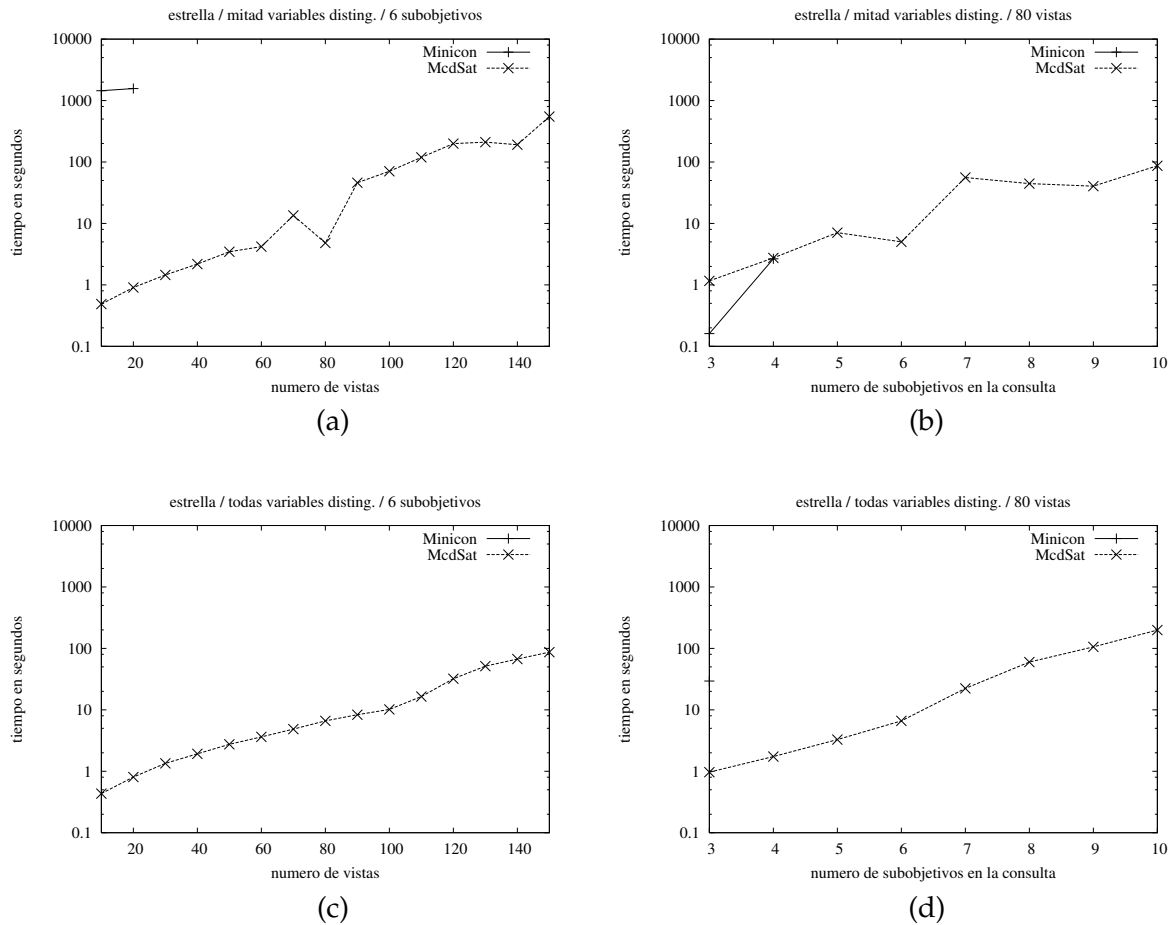 estrella / mitad variables disting. / 6 subobjetivos
10000
1000
100
10
1
0.1
tiempo en segundos
Minicon
McdSat
20 40 60 80 100 120 140
numero de vistas
(a)
estrella / mitad variables disting. / 80 vistas
10000
1000
100
10
1
0.1
tiempo en segundos
Minicon
McdSat
3 4 5 6 7 8 9 10
numero de subobjetivos en la consulta
(b)
estrella / todas variables disting. / 6 subobjetivos
10000
1000
100
10
1
0.1
tiempo en segundos
Minicon
McdSat
20 40 60 80 100 120 140
numero de vistas
(c)
estrella / todas variables disting. / 80 vistas
10000
1000
100
10
1
0.1
tiempo en segundos
Minicon
McdSat
3 4 5 6 7 8 9 10
numero de subobjetivos en la consulta
(d)